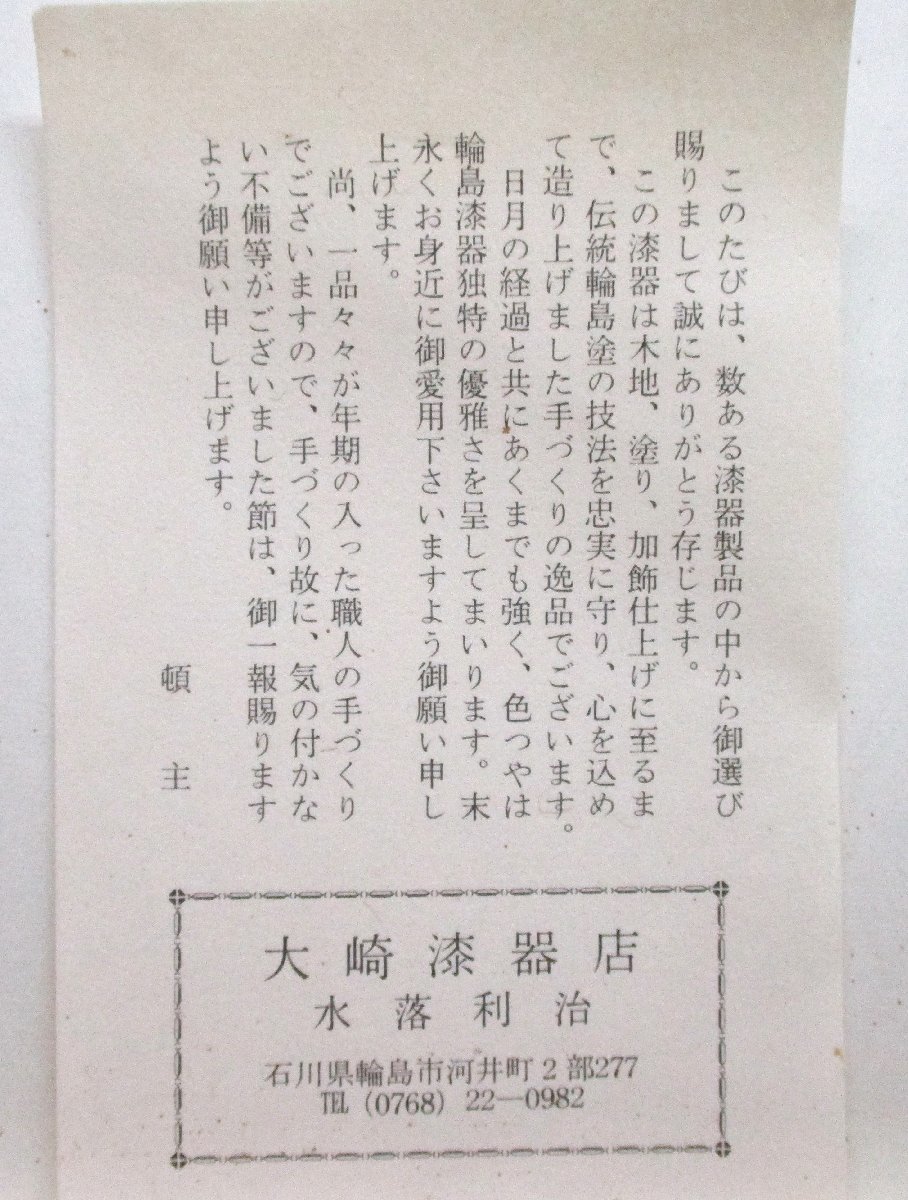 このたびは、数ある漆器製品の中から御選び
賜りまして誠にありがとう存じます。
この漆器は木地、塗り、加飾仕上げに至るま
で、伝統輪島塗の技法を忠実に守り、心を込め
て造り上げました手づくりの逸品でございます。
日月の経過と共にあくまでも強く、色つやは
輪島漆器独特の優雅さを呈してまいります。末
永くお身近に御愛用下さいますよう御願い申し
上げます。
尚、一品々々が年期の入った職人の手づくり
でございますので、手づくり故に、気の付かな
い不備等がございました節は、御一報賜ります
よう御願い申し上げます。
頓主
大崎漆器店
水落利治
石川県輪島市河井町2部277
TEL (0768) 22―0982